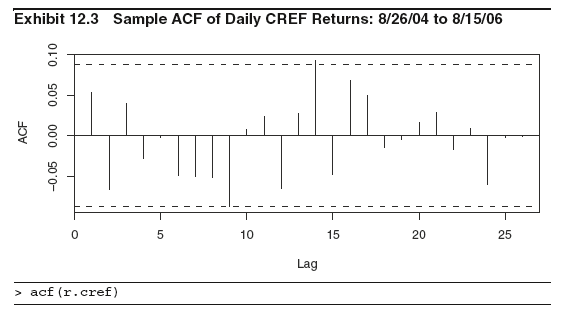 Exhibit 12.3 Sample ACF of Daily CREF Returns: 8/26/04 to 8/15/06
ACF
0.10
0.05
0.00
−0.05
0 5 10 15 20 25
Lag
> acf(r.cref)